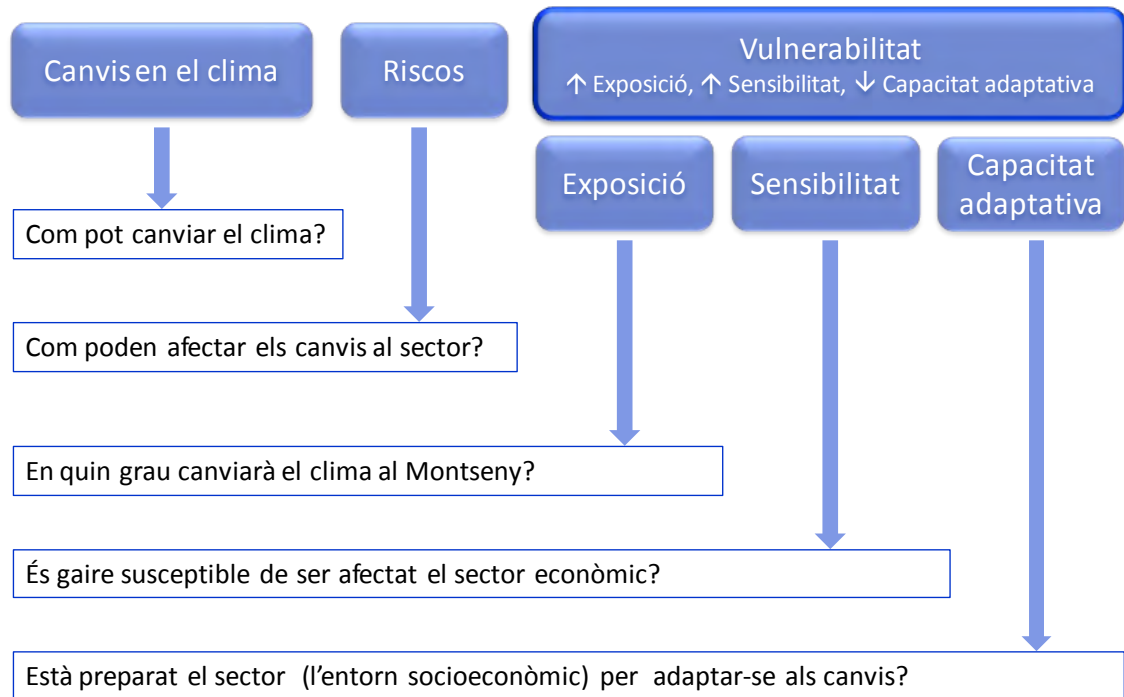 Canvis en el clima
Riscos
Vulnerabilitat
↑ Exposició, ↑ Sensibilitat, ↓ Capacitat adaptativa
Exposició
Sensibilitat
Capacitat
adaptativa
Com pot canviar el clima?
Com poden afectar els canvis al sector?
En quin grau canviarà el clima al Montseny?
És gaire susceptible de ser afectat el sector econòmic?
Està preparat el sector (l'entorn socioeconòmic) per adaptar-se als canvis?